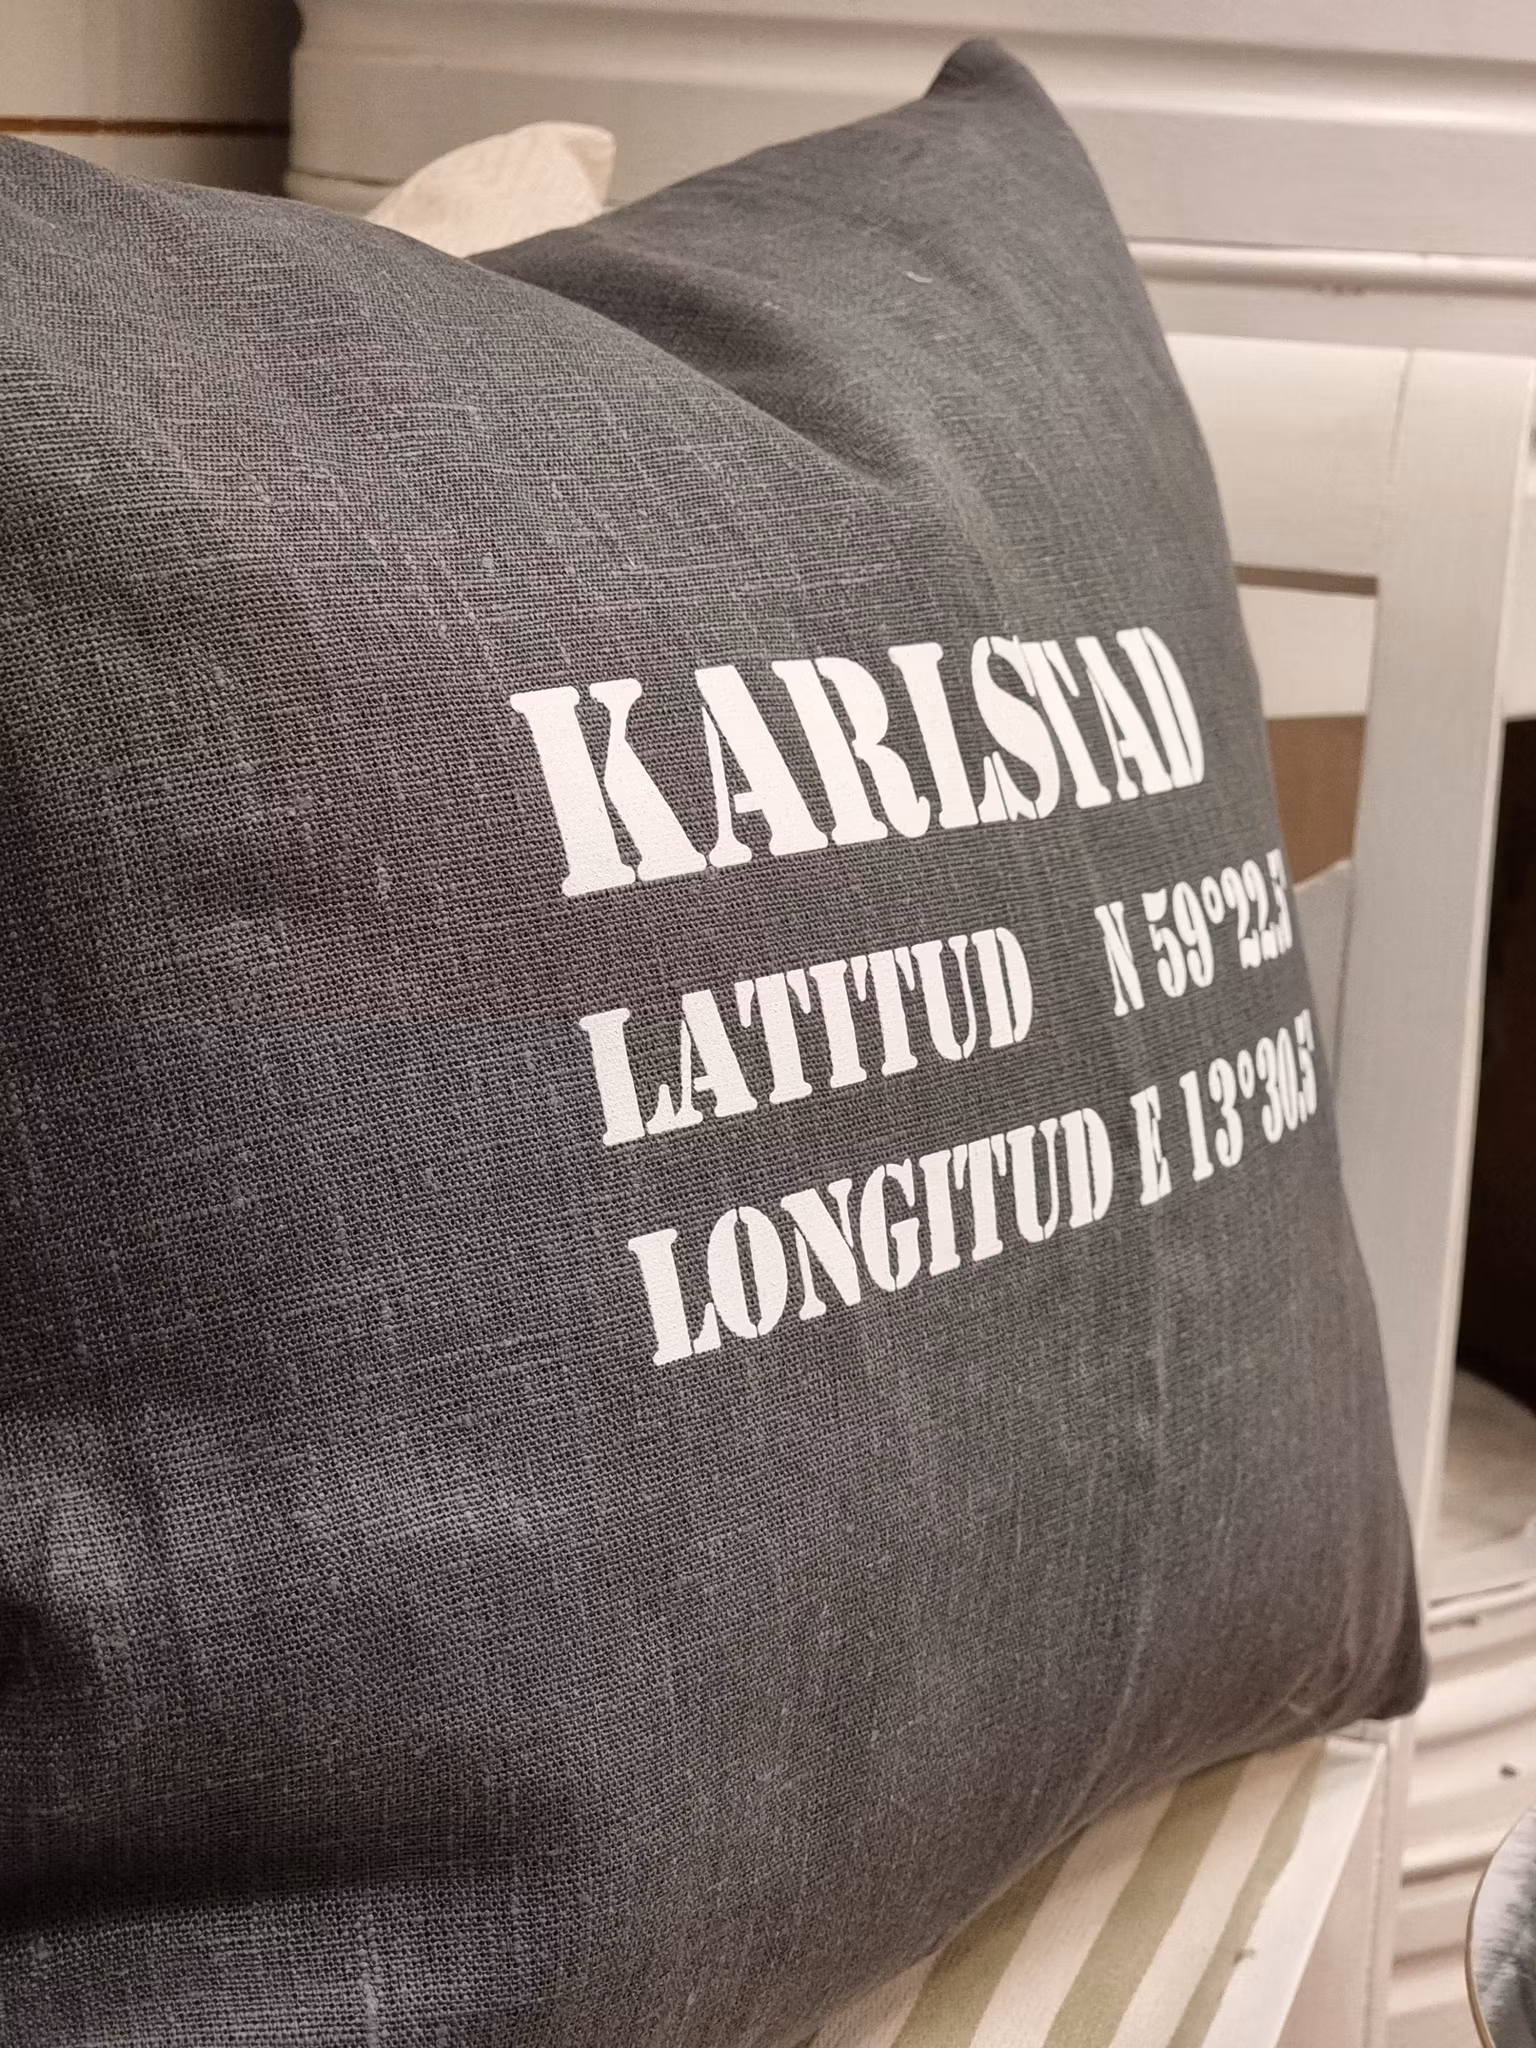 KARLSTAD
LATITUD N 59°22,5'
LONGITUD E 13°30,5'